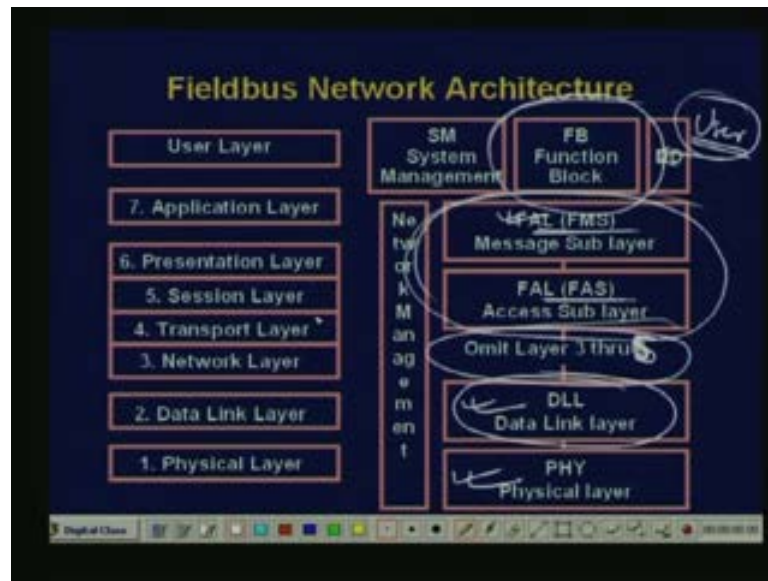 Fieldbus Network Architecture
User Layer
7. Application Layer
6. Presentation Layer
5. Session Layer
4. Transport Layer
3. Network Layer
2. Data Link Layer
1. Physical Layer
SM
System
Management
FB
Function
Block
User
Ne
tw
or
k
M
an
ag
e
m
en
t
FAL (FMS)
Message Sub layer
FAL (FAS)
Access Sub layer
Omit Layer 3 thru
DLL
Data Link layer
PHY
Physical layer
Digital Class